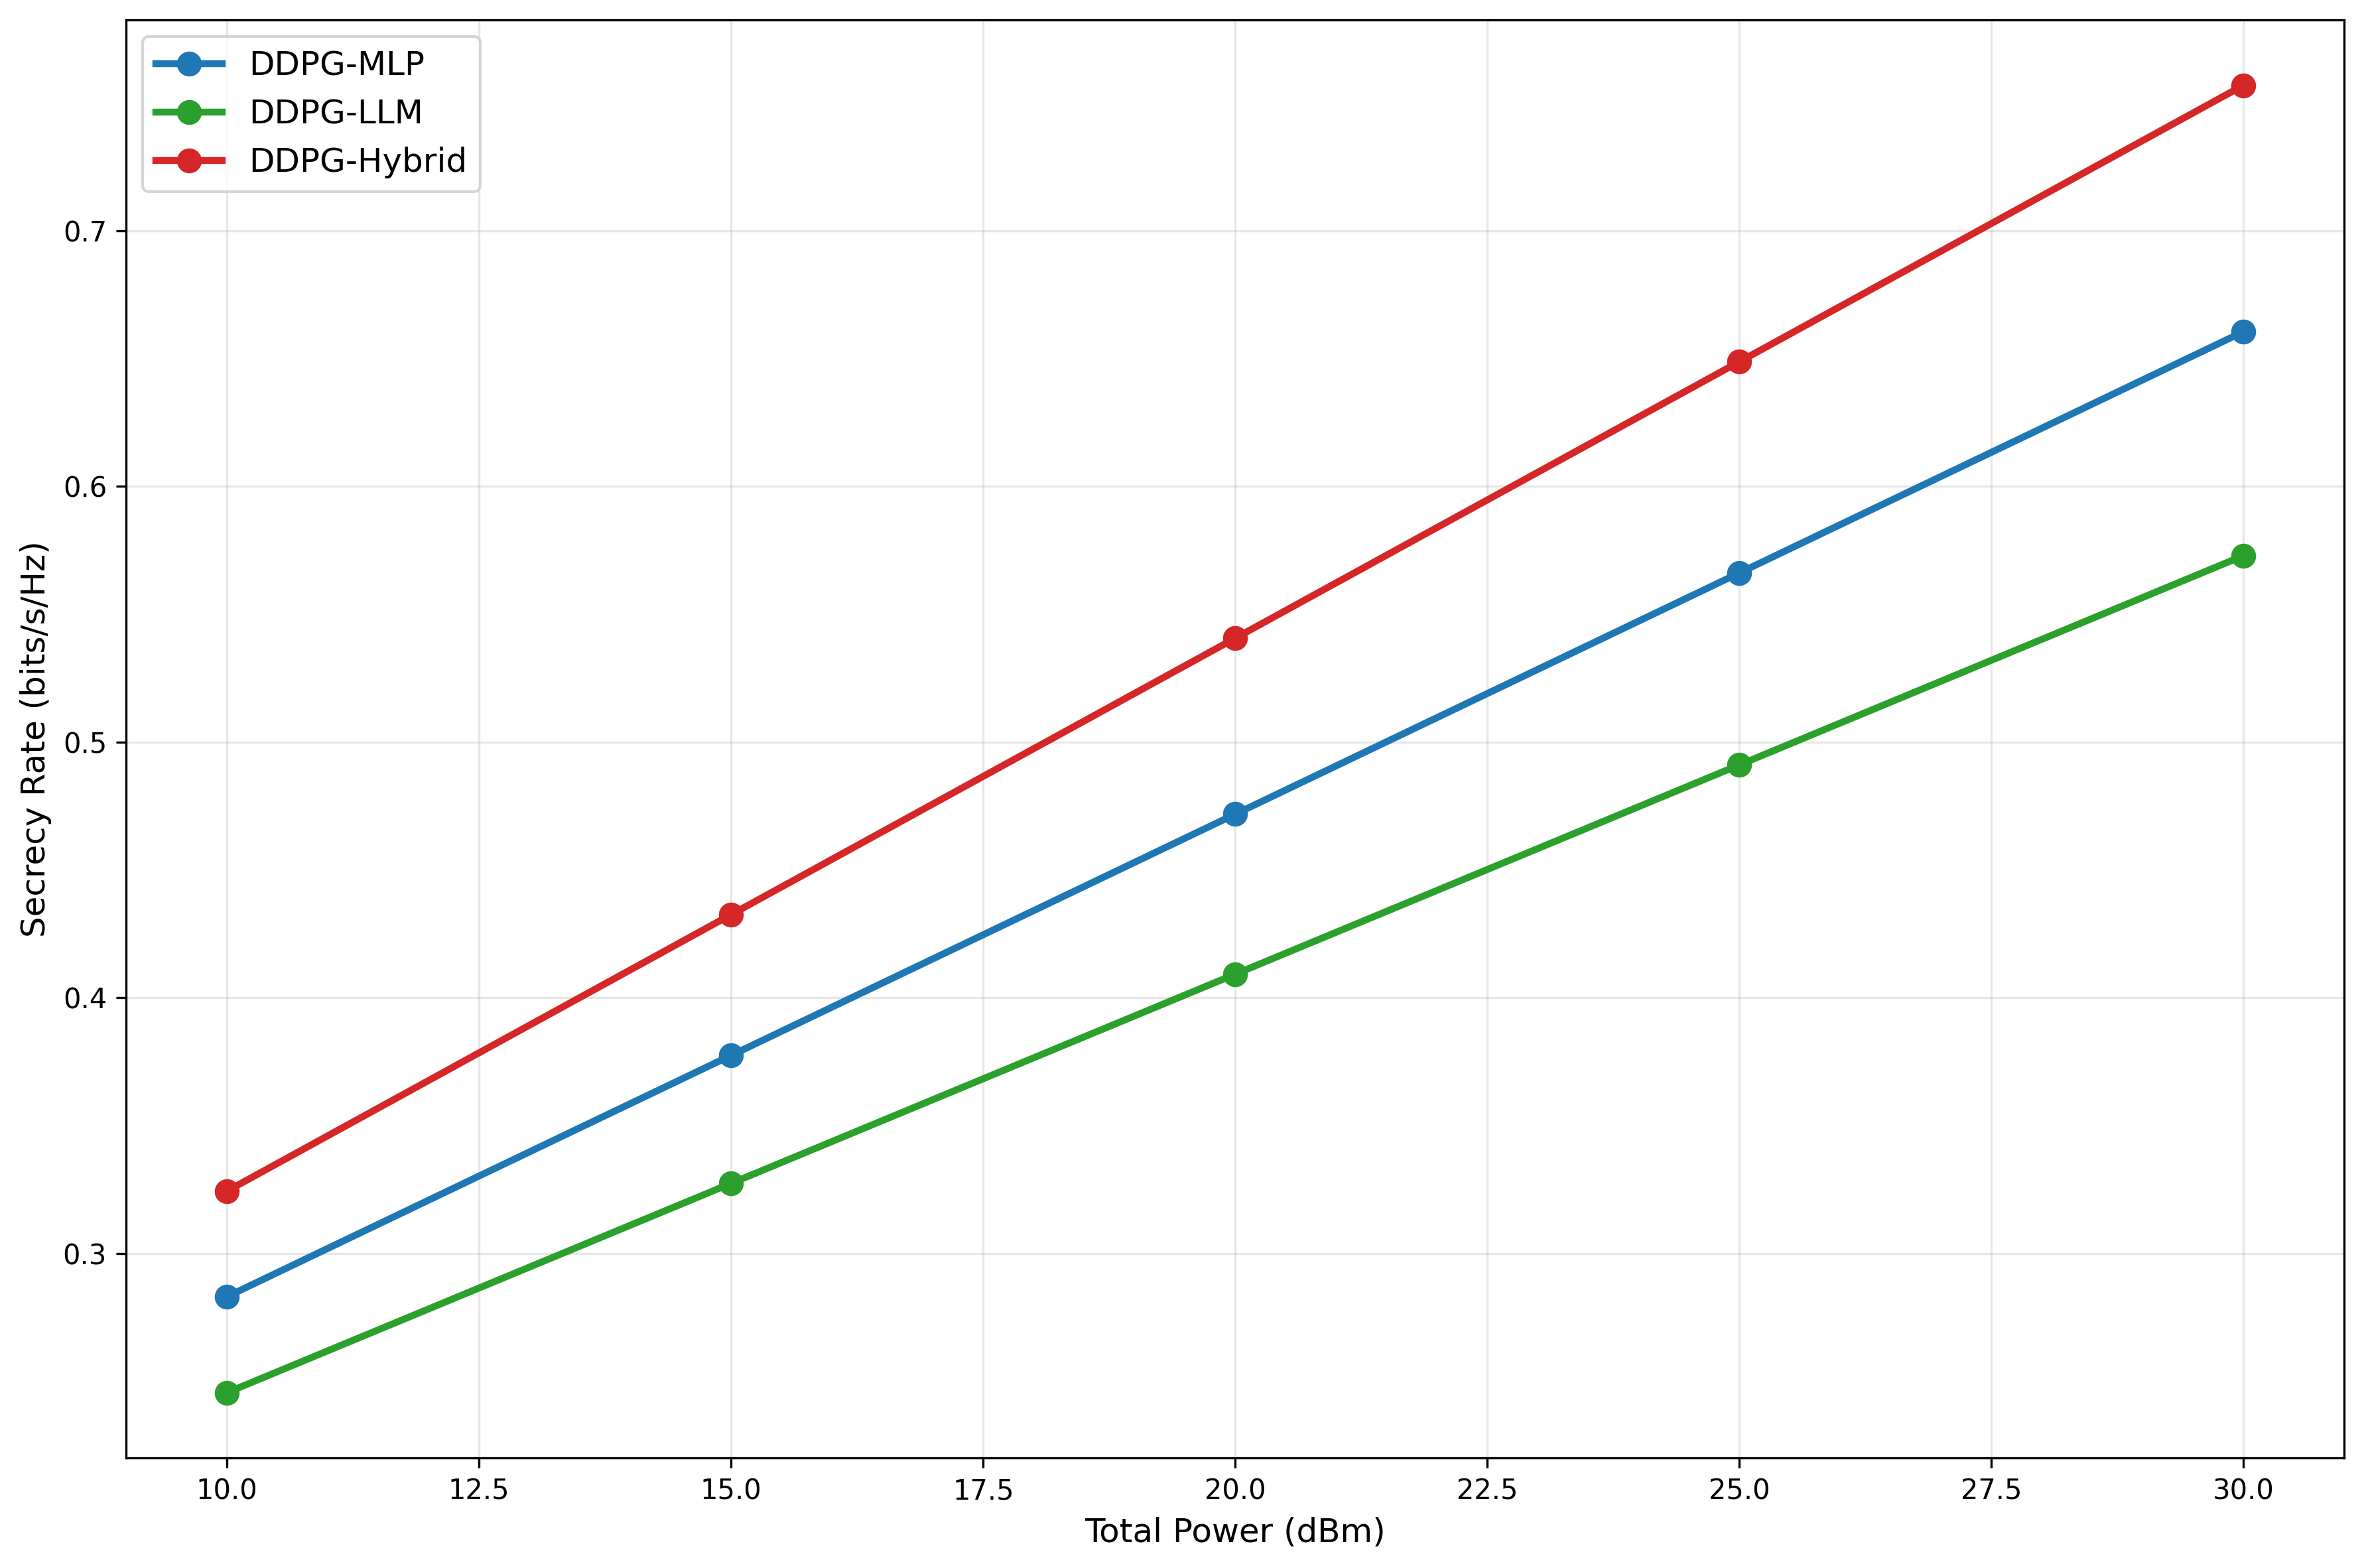 DDPG-MLP
DDPG-LLM
DDPG-Hybrid
0.7
0.6
0.5
0.4
0.3
Secrecy Rate (bits/s/Hz)
10.0 12.5 15.0 17.5 20.0 22.5 25.0 27.5 30.0
Total Power (dBm)